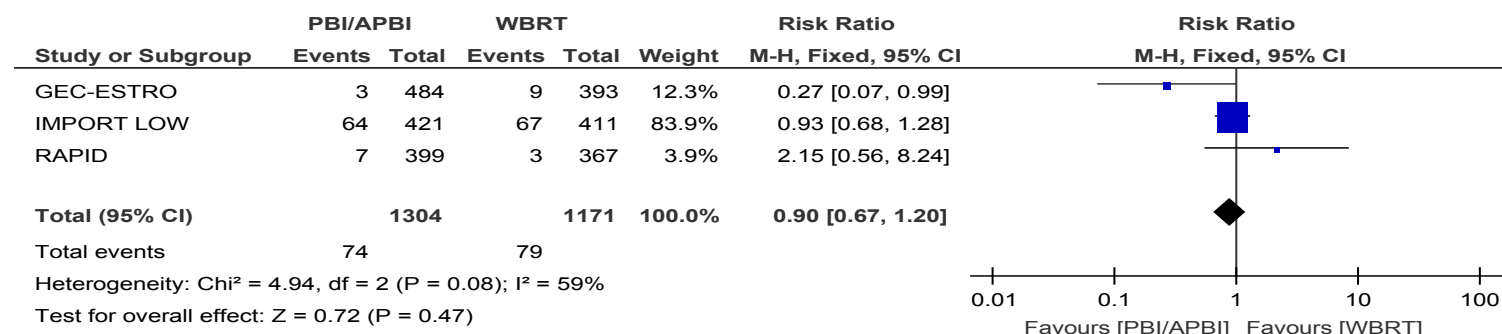 PBI/APBI WBRT Risk Ratio Risk Ratio
Study or Subgroup Events Total Events Total Weight M-H, Fixed, 95% CI M-H, Fixed, 95% CI
GEC-ESTRO 3 484 9 393 12.3% 0.27 [0.07, 0.99]
IMPORT LOW 64 421 67 411 83.9% 0.93 [0.68, 1.28]
RAPID 7 399 3 367 3.9% 2.15 [0.56, 8.24]
Total (95% CI) 1304 1171 100.0% 0.90 [0.67, 1.20]
Total events 74 79
Heterogeneity: Chi² = 4.94, df = 2 (P = 0.08); I² = 59%
Test for overall effect: Z = 0.72 (P = 0.47)
0.01 0.1 1 10 100
Favours [PBI/APBI] Favours [WBRT]